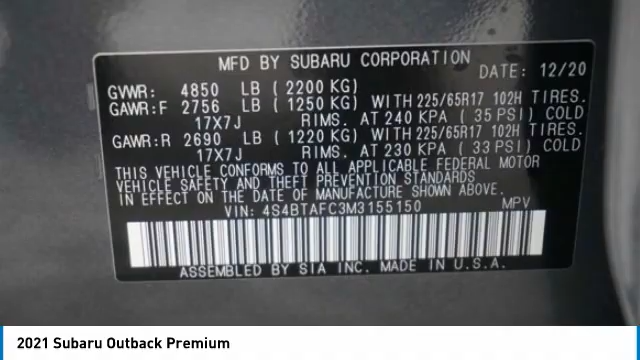 MFD BY SUBARU CORPORATION
DATE: 12/20
GVWR: 4850 LB (2200 KG)
GAWR:F 2756 LB (1250 KG) WITH 225/65R17 102H TIRES.
17X7J RIMS. AT 240 KPA (35 PSI) COLD
GAWR:R 2690 LB (1220 KG) WITH 225/65R17 102H TIRES.
17X7J RIMS. AT 230 KPA (33 PSI) COLD
THIS VEHICLE CONFORMS TO ALL APPLICABLE FEDERAL MOTOR
VEHICLE SAFETY AND THEFT PREVENTION STANDARDS
IN EFFECT ON THE DATE OF MANUFACTURE SHOWN ABOVE.
VIN: 4S4BTAFC3M3155150 MPV
ASSEMBLED BY SIA INC. MADE IN U.S.A.
2021 Subaru Outback Premium